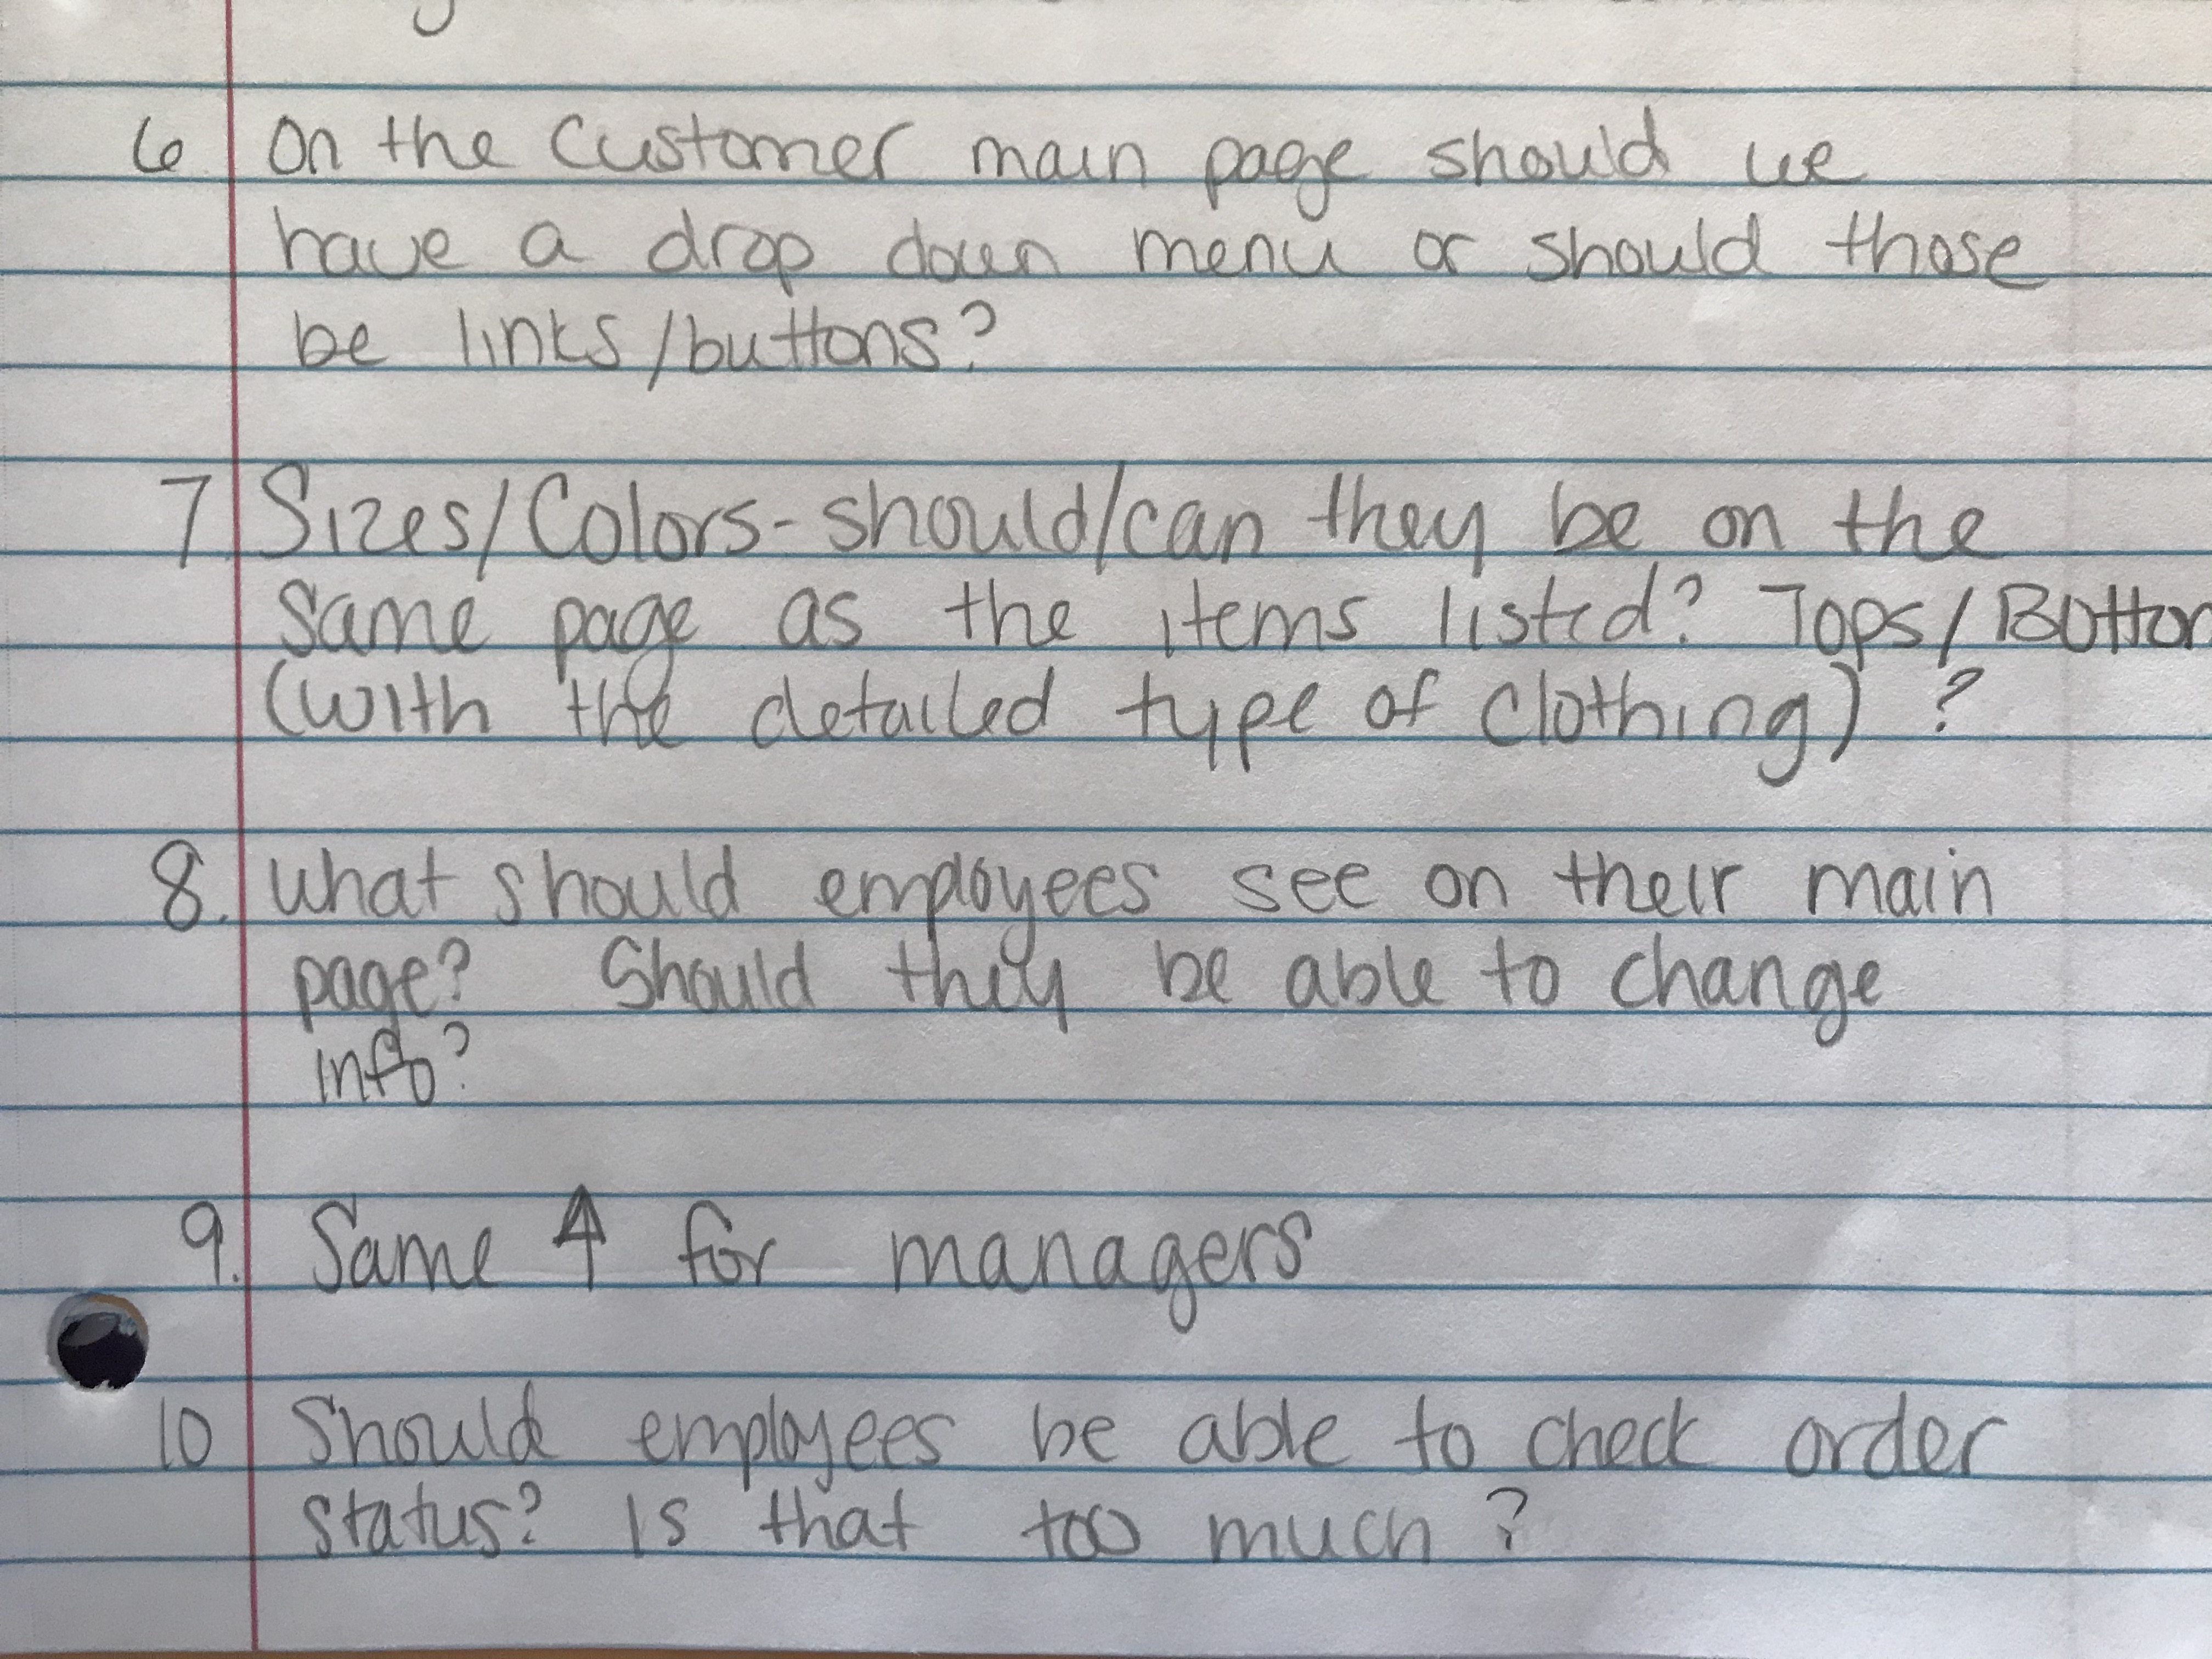 6 On the customer main page should we
have a drop down menu or should those
be links/buttons?
7 Sizes/Colors- should/can they be on the
Same page as the items listed? Tops/Botton
(with the detailed type of clothing)?
8. What should employees see on their main
page? Should they be able to change
info?
9. Same ↑ for managers
10 Should employees be able to check order
status? Is that too much?